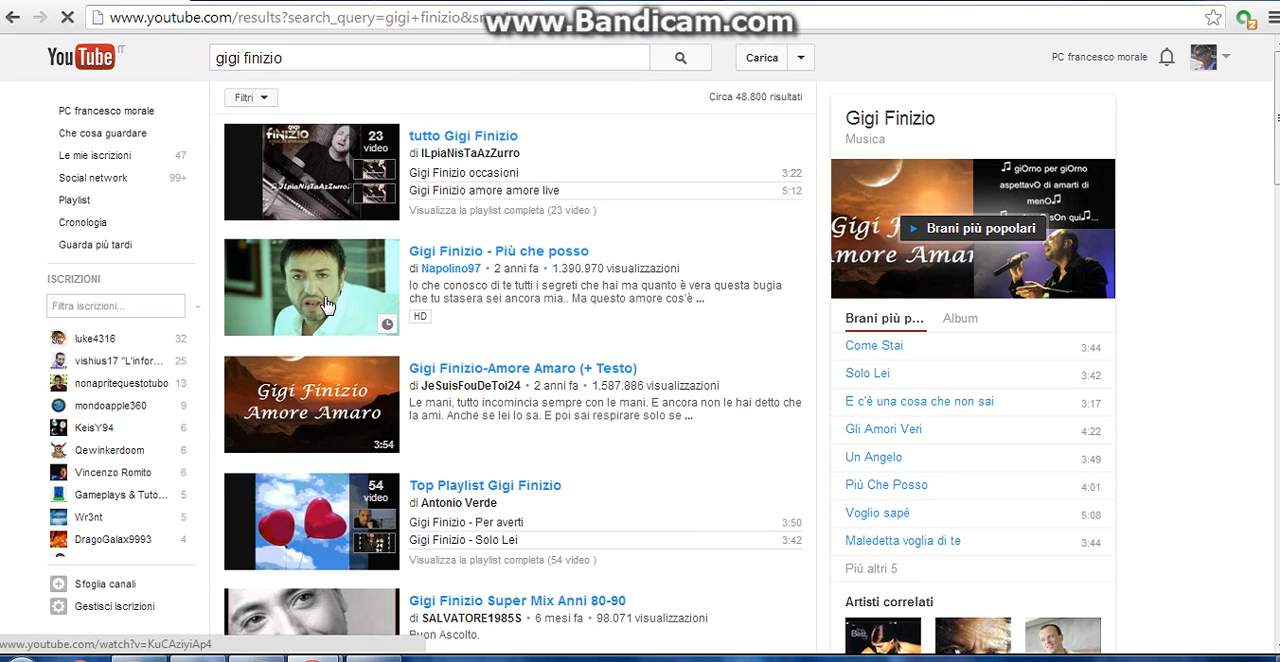 www.youtube.com/results?search_query=gigi+finizio&s
www.Bandicam.com
YouTube IT
gigi finizio
Carica
PC francesco morale
PC francesco morale
Che cosa guardare
Le mie iscrizioni 47
Social network 99+
Playlist
Cronologia
Guarda più tardi
ISCRIZIONI
Filtra iscrizioni...
luke4316 32
vishius17 "L'infor... 25
nonapritequestotubo 13
mondoapple360 9
KeisY94 6
Qewinkerdoom 6
Vincenzo Romito 6
Gameplays & Tuto... 5
Wr3nt 5
DragoGalax9993 4
Sfoglia canali
Gestisci iscrizioni
Filtri
Circa 48.800 risultati
23
video
tutto Gigi Finizio
di ILpiaNisTaAzZurro
Gigi Finizio occasioni 3:22
Gigi Finizio amore amore live 5:12
Visualizza la playlist completa (23 video )
Gigi Finizio - Più che posso
di Napolino97 • 2 anni fa • 1.390.970 visualizzazioni
Io che conosco di te tutti i segreti che hai ma quanto è vera questa bugia
che tu stasera sei ancora mia.. Ma questo amore cos'è ...
HD
Gigi Finizio
Amore Amaro
3:54
Gigi Finizio-Amore Amaro (+ Testo)
di JeSuisFouDeToi24 • 2 anni fa • 1.587.886 visualizzazioni
Le mani, tutto incomincia sempre con le mani. E ancora non le hai detto che
la ami. Anche se lei lo sa. E poi sai respirare solo se ...
54
video
Top Playlist Gigi Finizio
di Antonio Verde
Gigi Finizio - Per averti 3:50
Gigi Finizio - Solo Lei 3:42
Visualizza la playlist completa (54 video )
Gigi Finizio Super Mix Anni 80-90
di SALVATORE1985S • 6 mesi fa • 98.071 visualizzazioni
Buon Ascolto.
Gigi Finizio
Musica
giOrno per giOrno
aspettavO di amarti di
menO
sOn qui
Brani più popolari
Brani più p... Album
Come Stai 3:44
Solo Lei 3:42
E c'è una cosa che non sai 3:17
Gli Amori Veri 4:22
Un Angelo 3:49
Più Che Posso 4:01
Voglio sapè 5:08
Maledetta voglia di te 3:44
Più altri 5
Artisti correlati
www.youtube.com/watch?v=KuCAziyiAp4